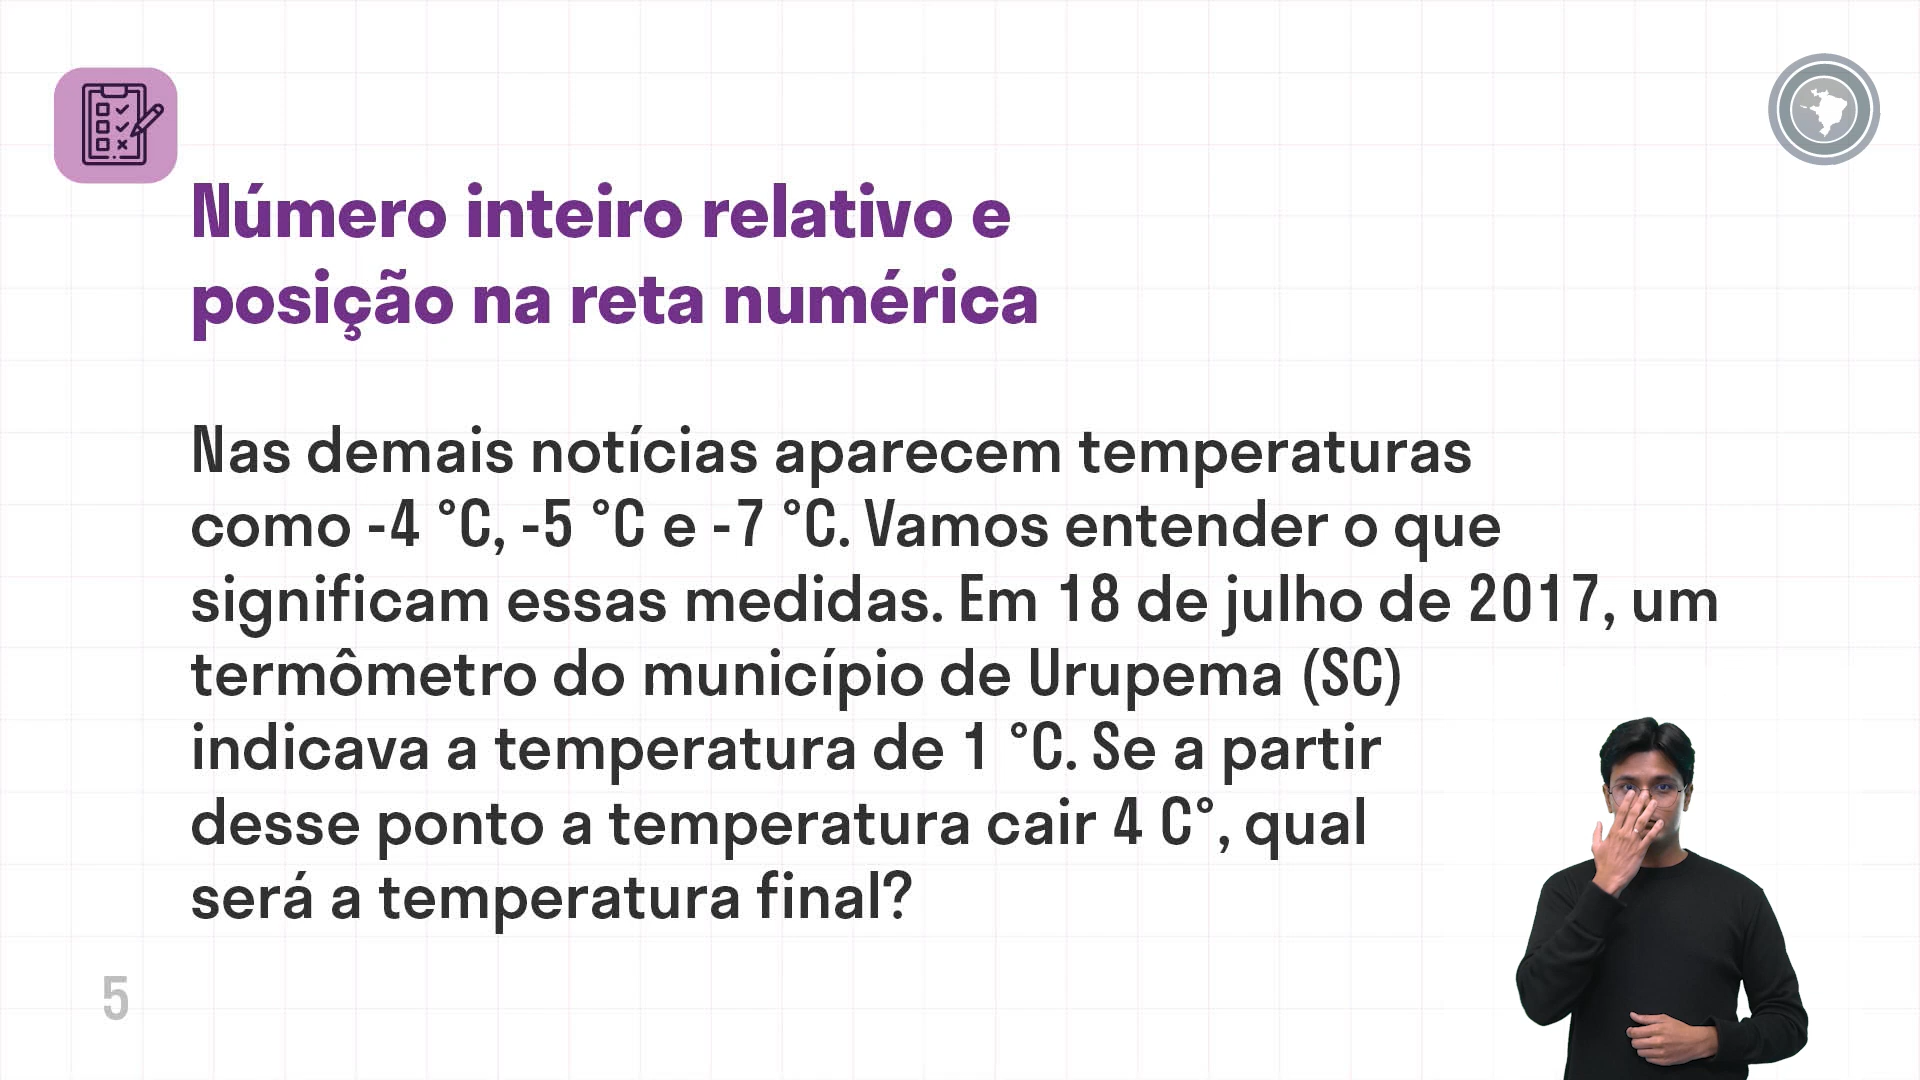 Número inteiro relativo e
posição na reta numérica
Nas demais notícias aparecem temperaturas
como -4 °C, -5 °C e -7 °C. Vamos entender o que
significam essas medidas. Em 18 de julho de 2017, um
termômetro do município de Urupema (SC)
indicava a temperatura de 1 °C. Se a partir
desse ponto a temperatura cair 4 C°, qual
será a temperatura final?
5